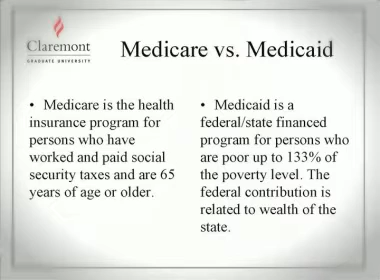 Claremont
GRADUATE UNIVERSITY
Medicare vs. Medicaid
• Medicare is the health
insurance program for
persons who have
worked and paid social
security taxes and are 65
years of age or older.
• Medicaid is a
federal/state financed
program for persons who
are poor up to 133% of
the poverty level. The
federal contribution is
related to wealth of the
state.